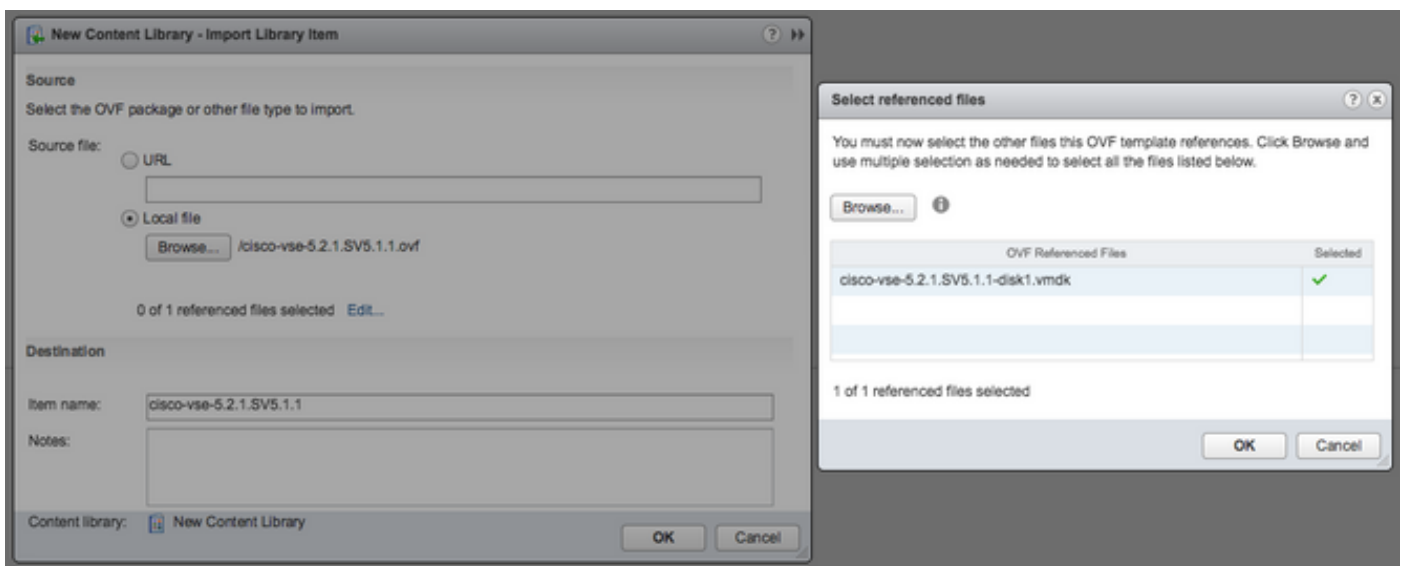 New Content Library - Import Library Item
Source
Select the OVF package or other file type to import.
Source file:
URL
Local file
Browse... /cisco-vse-5.2.1.SV5.1.1.ovf
0 of 1 referenced files selected Edit...
Destination
Item name: cisco-vse-5.2.1.SV5.1.1
Notes:
Content library: New Content Library
OK Cancel
Select referenced files
You must now select the other files this OVF template references. Click Browse and
use multiple selection as needed to select all the files listed below.
Browse...
OVF Referenced Files Selected
cisco-vse-5.2.1.SV5.1.1-disk1.vmdk
1 of 1 referenced files selected
OK Cancel